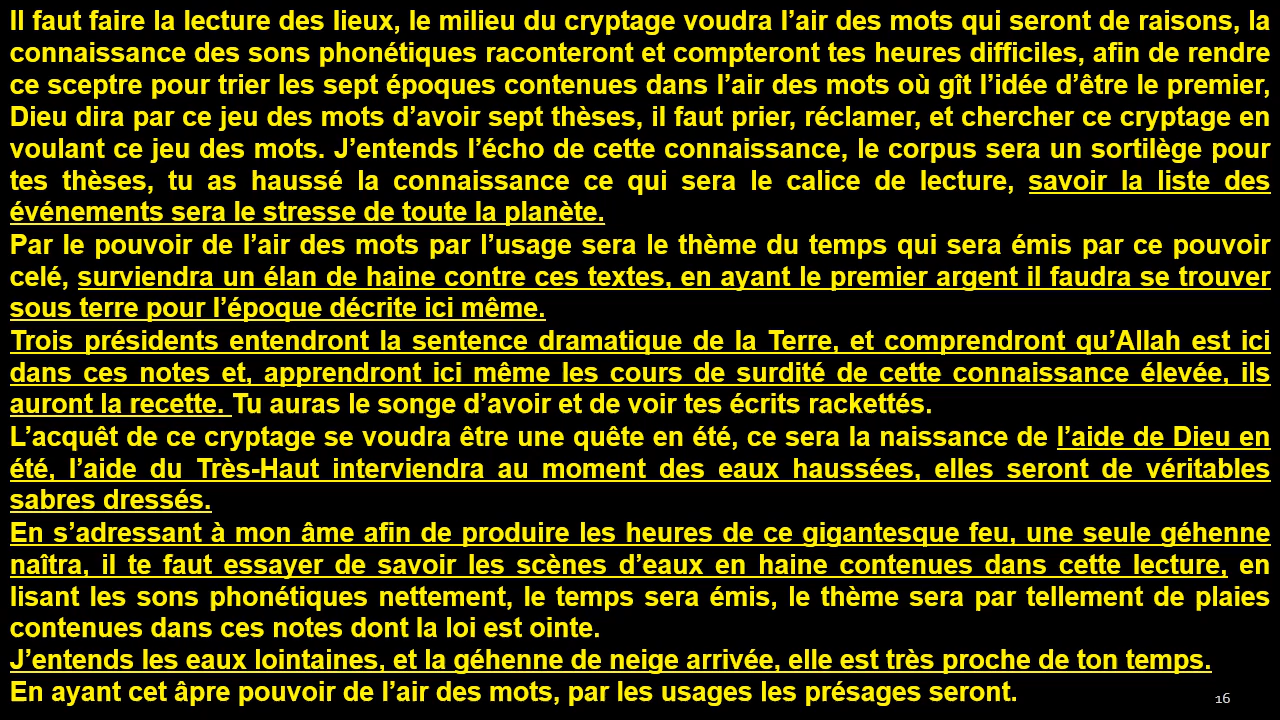 Il faut faire la lecture des lieux, le milieu du cryptage voudra l’air des mots qui seront de raisons, la
connaissance des sons phonétiques raconteront et compteront tes heures difficiles, afin de rendre
ce sceptre pour trier les sept époques contenues dans l’air des mots où gît l’idée d’être le premier,
Dieu dira par ce jeu des mots d’avoir sept thèses, il faut prier, réclamer, et chercher ce cryptage en
voulant ce jeu des mots. J’entends l’écho de cette connaissance, le corpus sera un sortilège pour
tes thèses, tu as haussé la connaissance ce qui sera le calice de lecture, savoir la liste des
événements sera le stresse de toute la planète.
Par le pouvoir de l’air des mots par l’usage sera le thème du temps qui sera émis par ce pouvoir
celé, surviendra un élan de haine contre ces textes, en ayant le premier argent il faudra se trouver
sous terre pour l’époque décrite ici même.
Trois présidents entendront la sentence dramatique de la Terre, et comprendront qu’Allah est ici
dans ces notes et, apprendront ici même les cours de surdité de cette connaissance élevée, ils
auront la recette. Tu auras le songe d’avoir et de voir tes écrits rackettés.
L’acquêt de ce cryptage se voudra être une quête en été, ce sera la naissance de l’aide de Dieu en
été, l’aide du Très-Haut interviendra au moment des eaux haussées, elles seront de véritables
sabres dressés.
En s’adressant à mon âme afin de produire les heures de ce gigantesque feu, une seule géhenne
naîtra, il te faut essayer de savoir les scènes d’eaux en haine contenues dans cette lecture, en
lisant les sons phonétiques nettement, le temps sera émis, le thème sera par tellement de plaies
contenues dans ces notes dont la loi est ointe.
J’entends les eaux lointaines, et la géhenne de neige arrivée, elle est très proche de ton temps.
En ayant cet âpre pouvoir de l’air des mots, par les usages les présages seront.
16